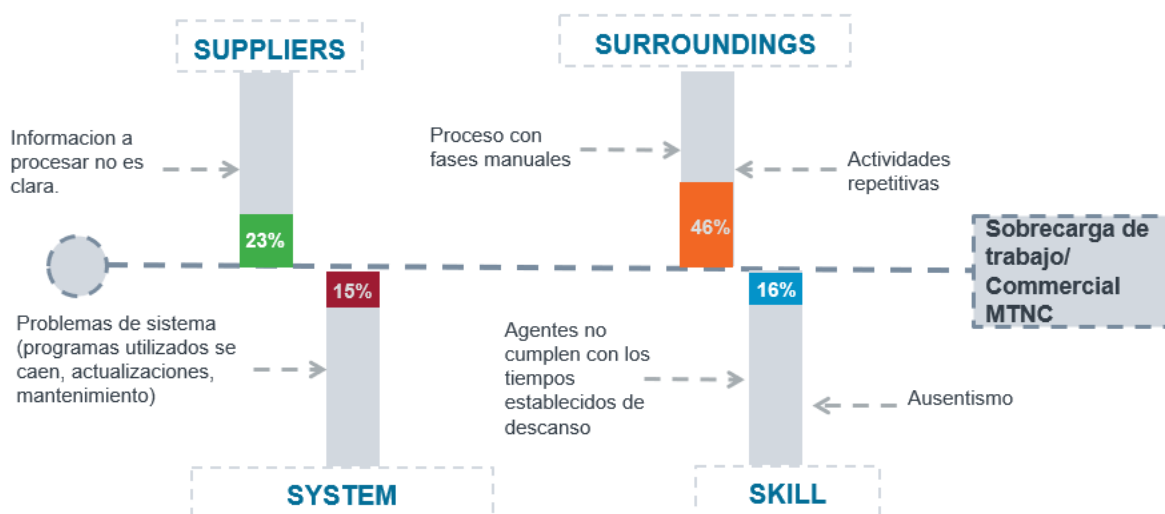 SUPPLIERS
SURROUNDINGS
Informacion a
procesar no es
clara.
Proceso con
fases manuales
Actividades
repetitivas
23%
46%
Sobrecarga de
trabajo/
Commercial
MTNC
15%
16%
Problemas de sistema
(programas utilizados se
caen, actualizaciones,
mantenimiento)
Agentes no
cumplen con los
tiempos
establecidos de
descanso
Ausentismo
SYSTEM
SKILL